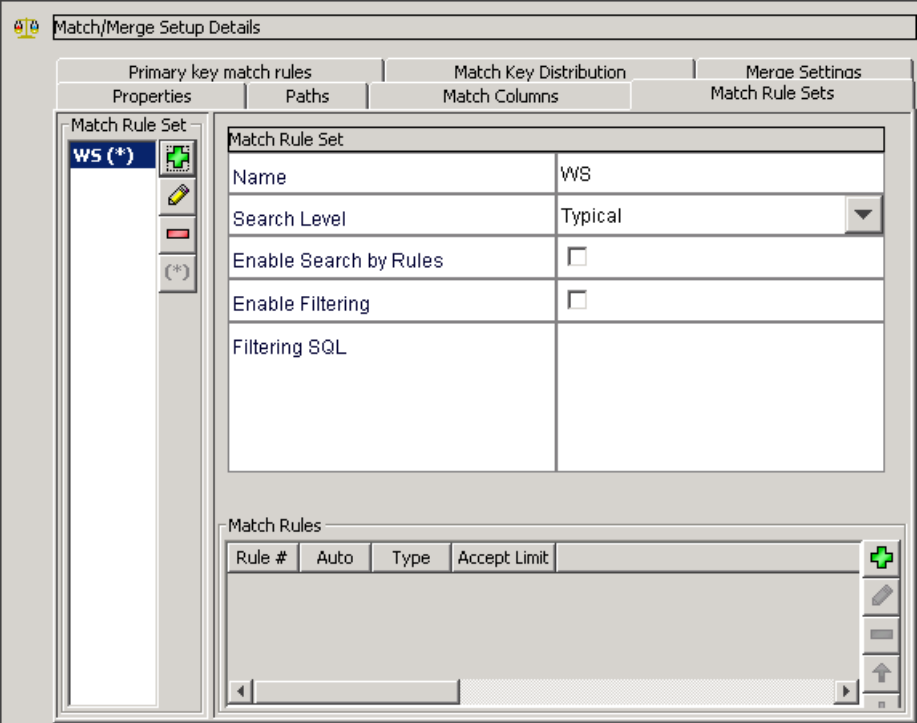 Match/Merge Setup Details
Primary key match rules Match Key Distribution Merge Settings
Properties Paths Match Columns Match Rule Sets
Match Rule Set
WS (*)
(*)
Match Rule Set
Name WS
Search Level Typical
Enable Search by Rules
Enable Filtering
Filtering SQL
Match Rules
Rule # Auto Type Accept Limit